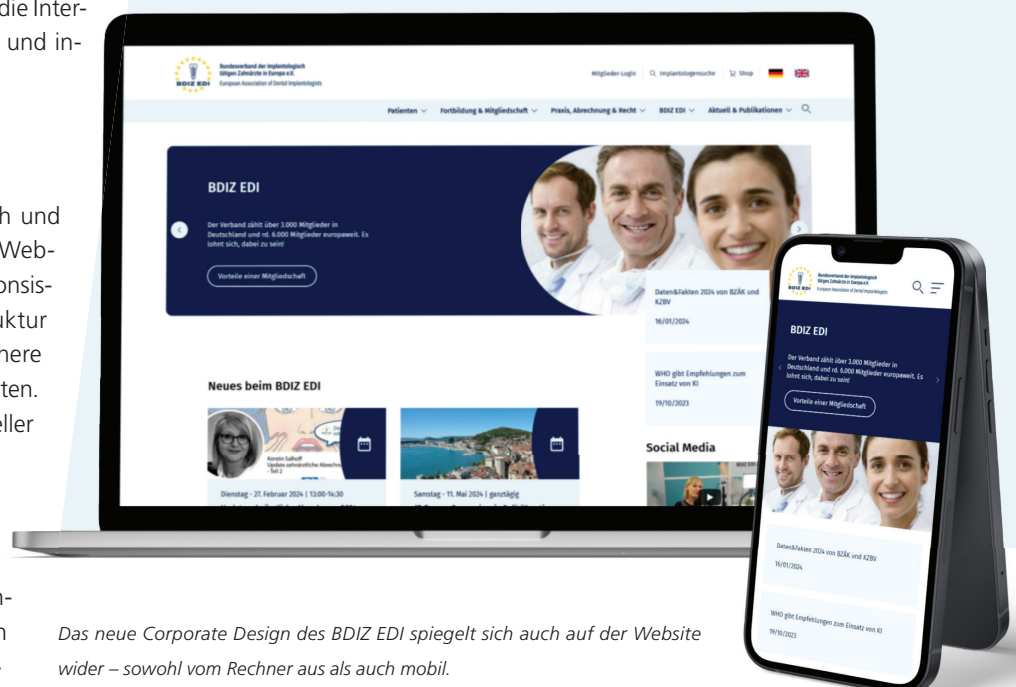 die Inter-
und in-
h und
Web-
onsis-
uktur
here
ten.
eller
n-
n
-
BDIZ EDI
Bundesverband der implantologisch
tätigen Zahnärzte in Europa e.V.
European Association of Dental Implantologists
Mitglieder-Login
Implantologensuche
Shop
Patienten
Fortbildung & Mitgliedschaft
Praxis, Abrechnung & Recht
BDIZ EDI
Aktuell & Publikationen
BDIZ EDI
Der Verband zählt über 3.000 Mitglieder in
Deutschland und rd. 6.000 Mitglieder europaweit. Es
lohnt sich, dabei zu sein!
Vorteile einer Mitgliedschaft
Daten&Fakten 2024 von BZÄK und
KZBV
16/01/2024
WHO gibt Empfehlungen zum
Einsatz von KI
19/10/2023
Neues beim BDIZ EDI
Kerstin Salhoff
Update zahnärztliche Abrechnung
- Teil 2
Dienstag - 27. Februar 2024 | 13:00-14:30
Samstag - 11. Mai 2024 | ganztägig
Social Media
BDIZ EDI
Bundesverband der implantologisch
tätigen Zahnärzte in Europa e.V.
European Association of Dental Implantologists
BDIZ EDI
Der Verband zählt über 3.000 Mitglieder in
Deutschland und rd. 6.000 Mitglieder europaweit. Es
lohnt sich, dabei zu sein!
Vorteile einer Mitgliedschaft
Daten&Fakten 2024 von BZÄK und KZBV
16/01/2024
WHO gibt Empfehlungen zum Einsatz von KI
19/10/2023
Das neue Corporate Design des BDIZ EDI spiegelt sich auch auf der Website
wider – sowohl vom Rechner aus als auch mobil.